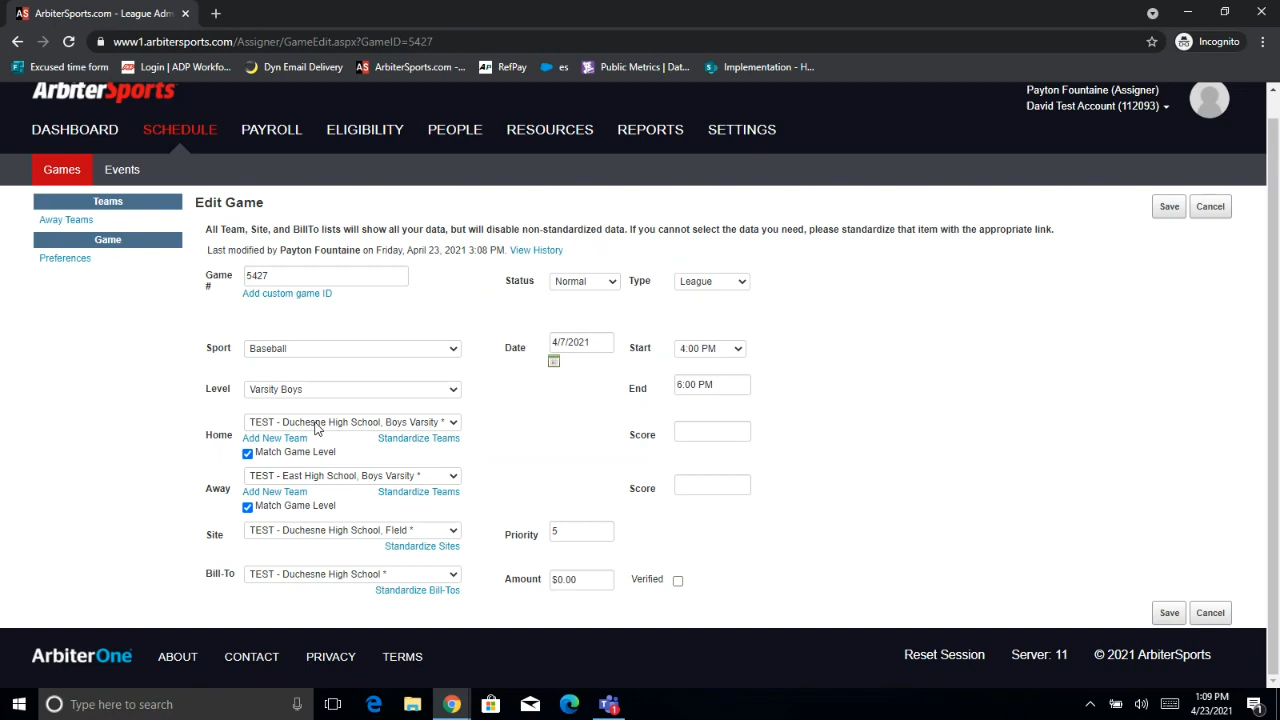 ArbiterSports.com - League Adm
www1.arbitersports.com/Assigner/GameEdit.aspx?GameID=5427
Incognito
Excused time form
Login | ADP Workfo...
Dyn Email Delivery
ArbiterSports.com -...
RefPay
es
Public Metrics | Dat...
Implementation - H...
ArbiterSports
Payton Fountaine (Assigner)
David Test Account (112093)
DASHBOARD SCHEDULE PAYROLL ELIGIBILITY PEOPLE RESOURCES REPORTS SETTINGS
Games Events
Teams
Away Teams
Game
Preferences
Edit Game
Save Cancel
All Team, Site, and BillTo lists will show all your data, but will disable non-standardized data. If you cannot select the data you need, please standardize that item with the appropriate link.
Last modified by Payton Fountaine on Friday, April 23, 2021 3:08 PM. View History
Game # 5427
Add custom game ID
Status Normal Type League
Sport Baseball
Date 4/7/2021 Start 4:00 PM
Level Varsity Boys
End 6:00 PM
Home TEST - Duchesne High School, Boys Varsity *
Add New Team Standardize Teams
Match Game Level
Score
Away TEST - East High School, Boys Varsity *
Add New Team Standardize Teams
Match Game Level
Score
Site TEST - Duchesne High School, FIeld *
Standardize Sites
Priority 5
Bill-To TEST - Duchesne High School *
Standardize Bill-Tos
Amount $0.00 Verified
Save Cancel
ArbiterOne ABOUT CONTACT PRIVACY TERMS
Reset Session Server: 11 © 2021 ArbiterSports
Type here to search
1:09 PM
4/23/2021